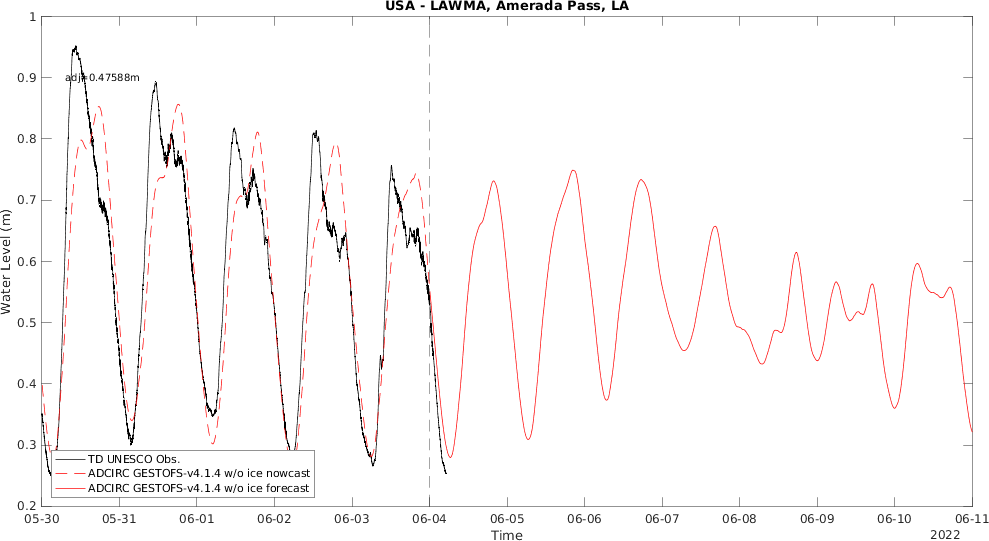 USA - LAWMA, Amerada Pass, LA
1
0.9
0.8
0.7
0.6
0.5
0.4
0.3
0.2
Water Level (m)
adj=0.47588m
TD UNESCO Obs.
ADCIRC GESTOFS-v4.1.4 w/o ice nowcast
ADCIRC GESTOFS-v4.1.4 w/o ice forecast
05-30 05-31 06-01 06-02 06-03 06-04 06-05 06-06 06-07 06-08 06-09 06-10 06-11
Time
2022